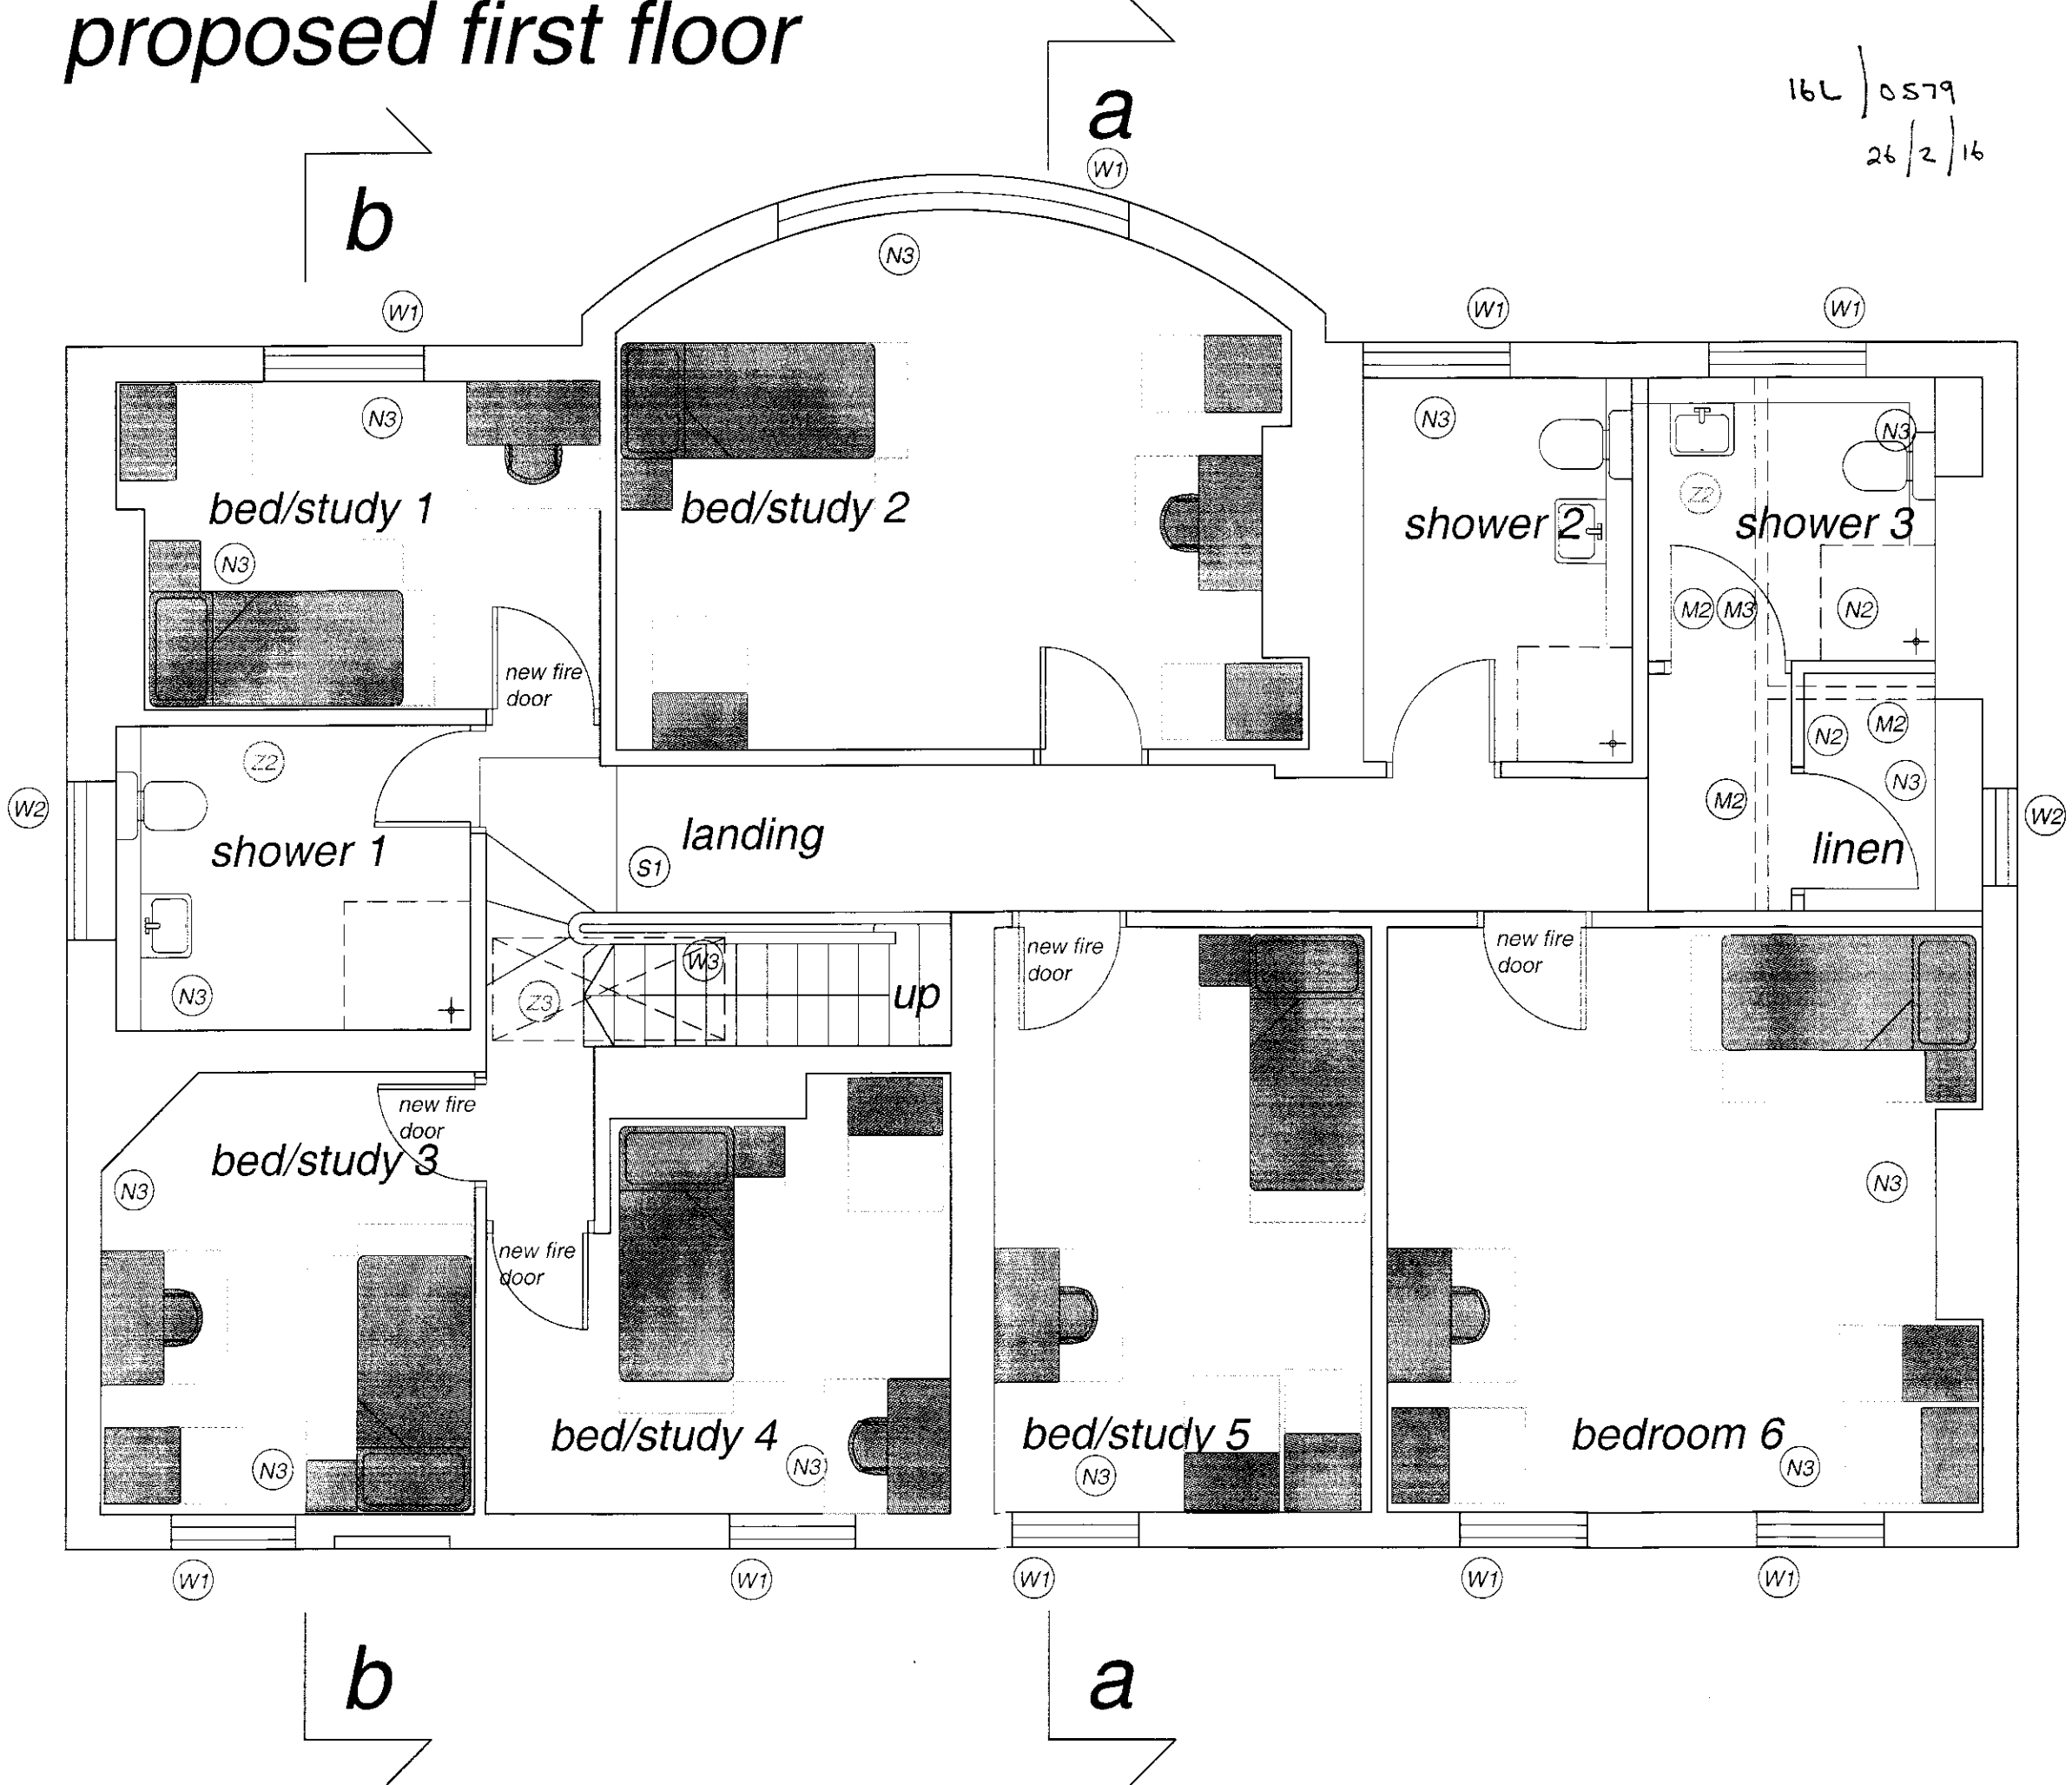 proposed first floor
16L / 0579
26/2/16
a
b
W1
W1
W1
W1
N3
N3
N3
N3
bed/study 1
bed/study 2
shower 2
shower 3
Z2
N3
M2 M3
N2
new fire
door
Z2
N2
M2
N3
W2
M2
W2
shower 1
landing
linen
S1
N3
Z3
W3
up
new fire
door
new fire
door
new fire
door
bed/study 3
N3
N3
new fire
door
bed/study 4
bed/study 5
bedroom 6
N3
N3
N3
N3
W1
W1
W1
W1
W1
b
a